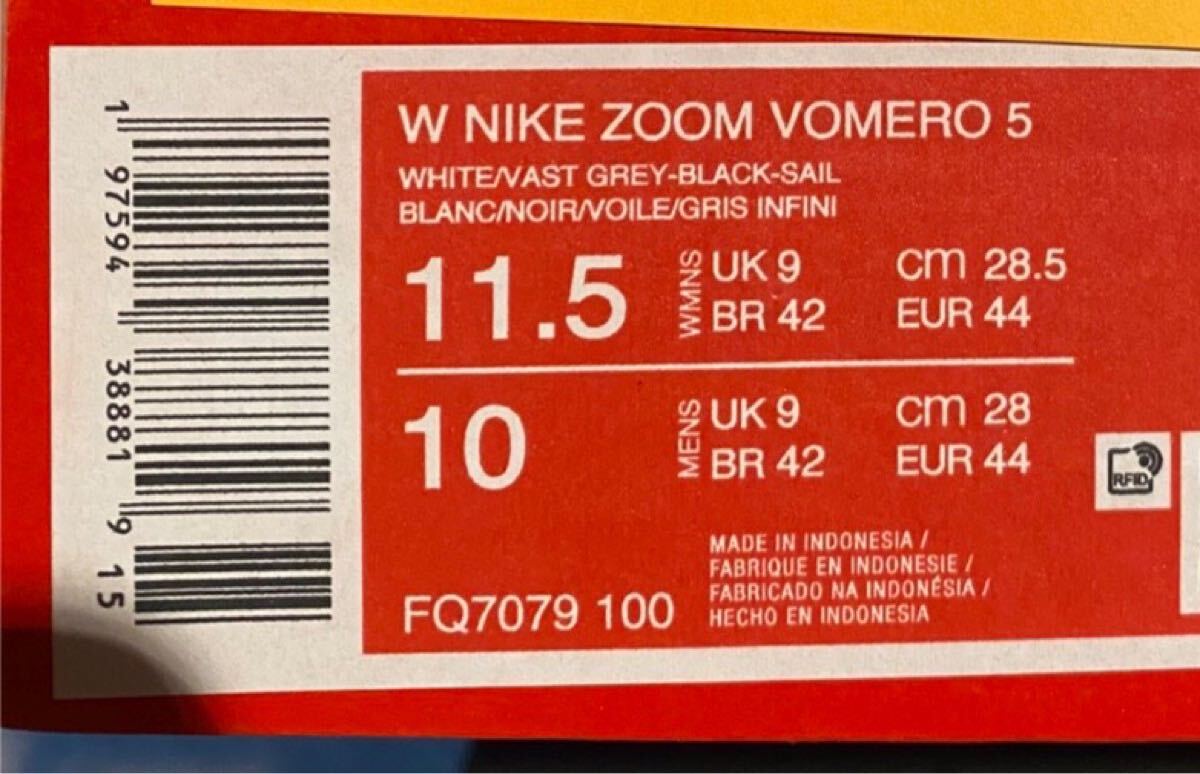 1 97594 38881 9 15
W NIKE ZOOM VOMERO 5
WHITE/VAST GREY-BLACK-SAIL
BLANC/NOIR/VOILE/GRIS INFINI
11.5 WMNS UK 9 cm 28.5
BR 42 EUR 44
10 MENS UK 9 cm 28
BR 42 EUR 44
RFID
MADE IN INDONESIA /
FABRIQUE EN INDONESIE /
FABRICADO NA INDONÉSIA /
HECHO EN INDONESIA
FQ7079 100